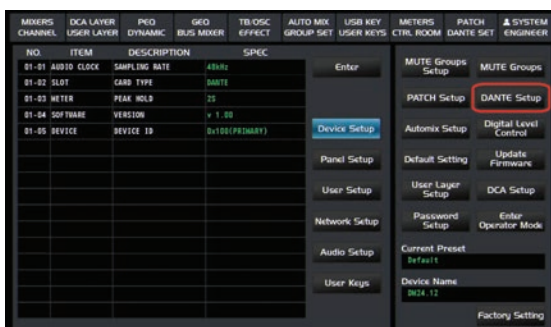 MIXERS DCA LAYER PEQ GEQ TB/OSC AUTO MIX USB KEY METERS PATCH SYSTEM
CHANNEL USER LAYER DYNAMIC BUS MIXER EFFECT GROUP SET USER KEYS CTRL ROOM DANTE SET ENGINEER
NO. ITEM DESCRIPTION SPEC
01-01 AUDIO CLOCK SAMPLING RATE 48kHz
01-02 SLOT CARD TYPE DANTE
01-03 METER PEAK HOLD 2S
01-04 SOFTWARE VERSION v 1.00
01-05 DEVICE DEVICE ID 0x100(PRIMARY)
Enter
Device Setup
Panel Setup
User Setup
Network Setup
Audio Setup
User Keys
MUTE Groups
Setup
MUTE Groups
PATCH Setup
DANTE Setup
Automix Setup
Digital Level
Control
Default Setting
Update
Firmware
User Layer
Setup
DCA Setup
Password
Setup
Enter
Operator Mode
Current Preset
Default
Device Name
DM24.12
Factory Setting